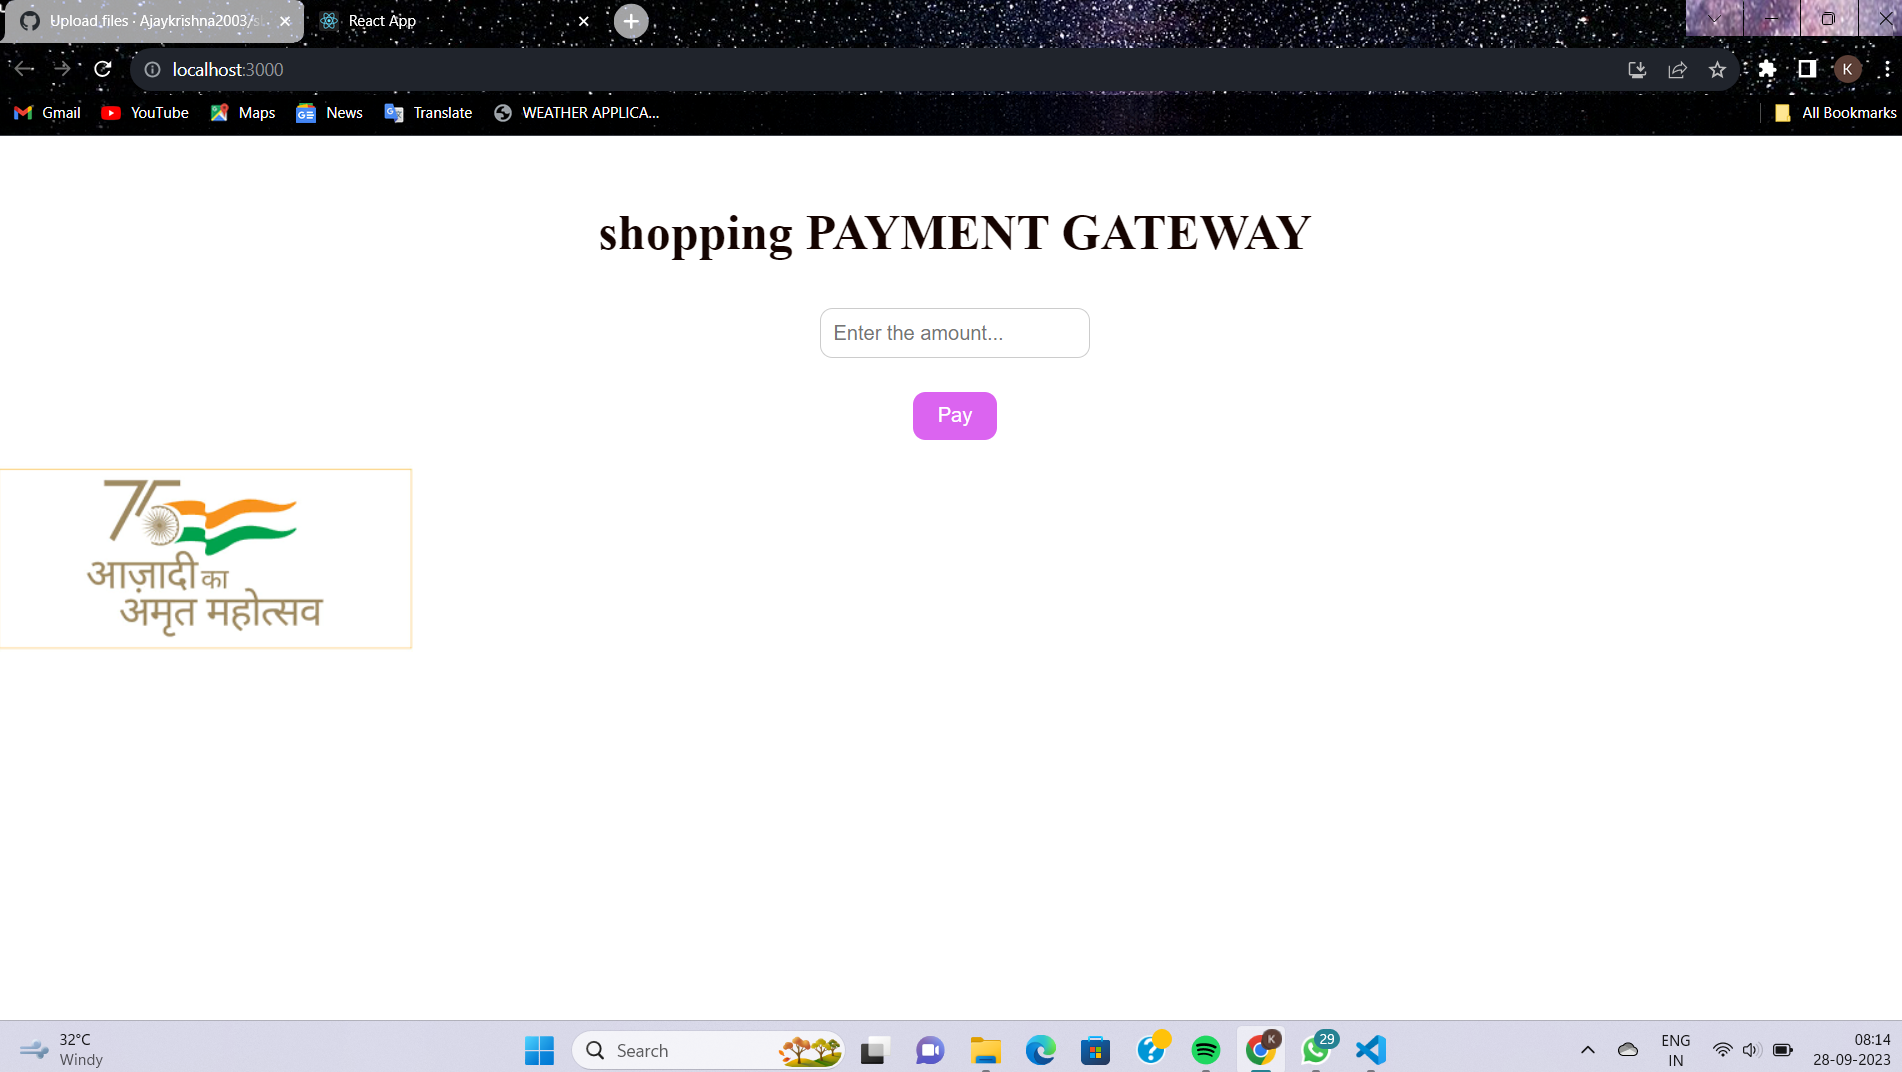 Upload files · Ajaykrishna2003/
React App
localhost:3000
K
Gmail
YouTube
Maps
News
Translate
WEATHER APPLICA...
All Bookmarks
shopping PAYMENT GATEWAY
Enter the amount...
Pay
75
आज़ादी का
अमृत महोत्सव
32°C
Windy
Search
K
29
ENG
IN
08:14
28-09-2023